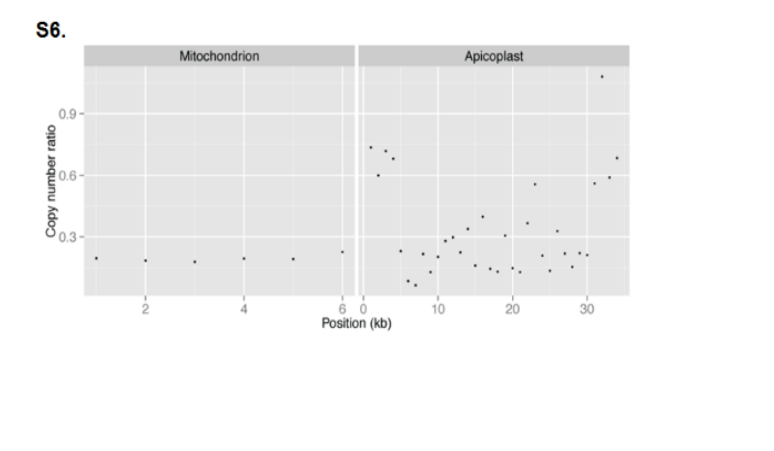 S6.
Mitochondrion Apicoplast
Copy number ratio
0.9
0.6
0.3
2 4 6 0 10 20 30
Position (kb)